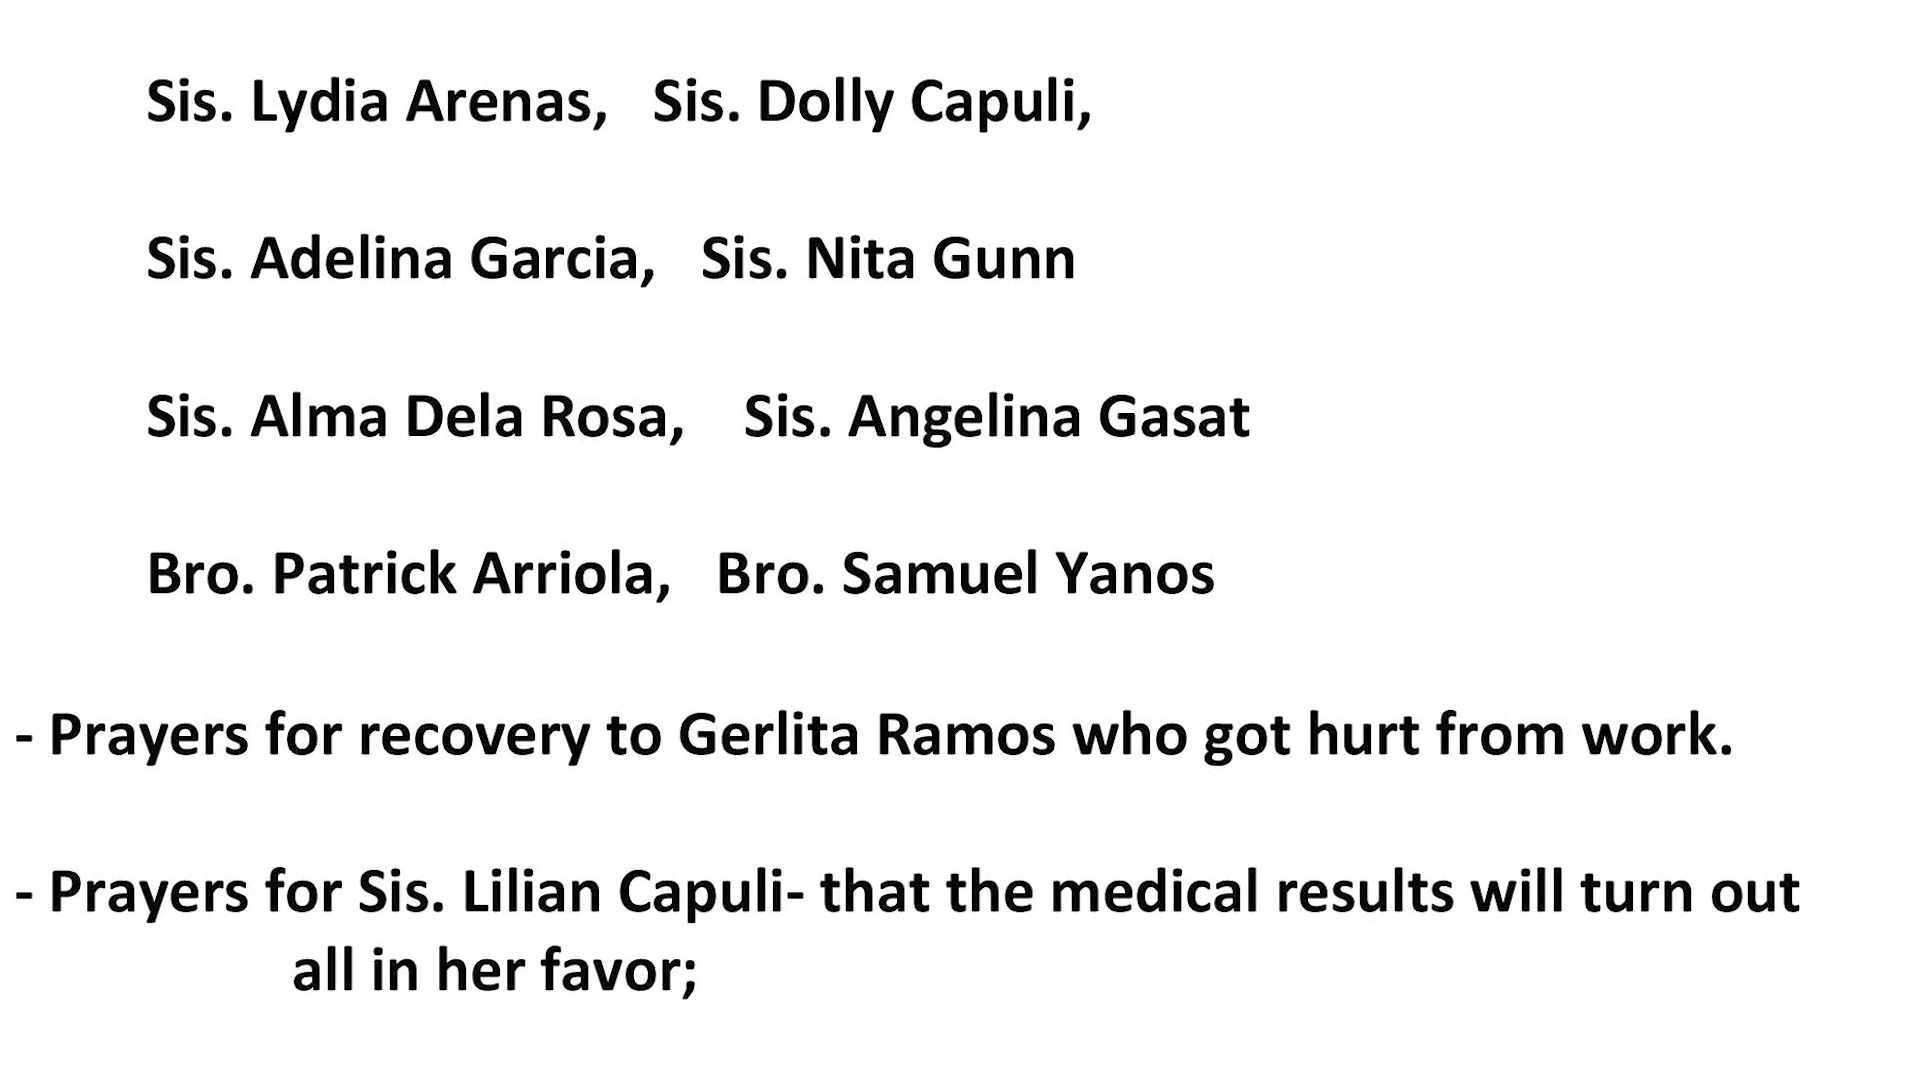 Sis. Lydia Arenas,   Sis. Dolly Capuli,
Sis. Adelina Garcia,   Sis. Nita Gunn
Sis. Alma Dela Rosa,    Sis. Angelina Gasat
Bro. Patrick Arriola,   Bro. Samuel Yanos
- Prayers for recovery to Gerlita Ramos who got hurt from work.
- Prayers for Sis. Lilian Capuli- that the medical results will turn out
all in her favor;